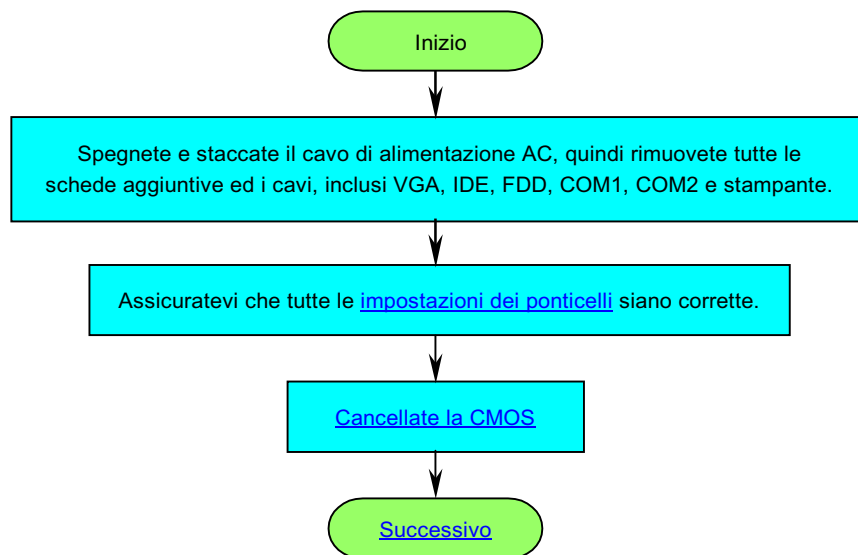 Inizio
Spegnete e staccate il cavo di alimentazione AC, quindi rimuovete tutte le
schede aggiuntive ed i cavi, inclusi VGA, IDE, FDD, COM1, COM2 e stampante.
Assicuratevi che tutte le impostazioni dei ponticelli siano corrette.
Cancellate la CMOS
Successivo